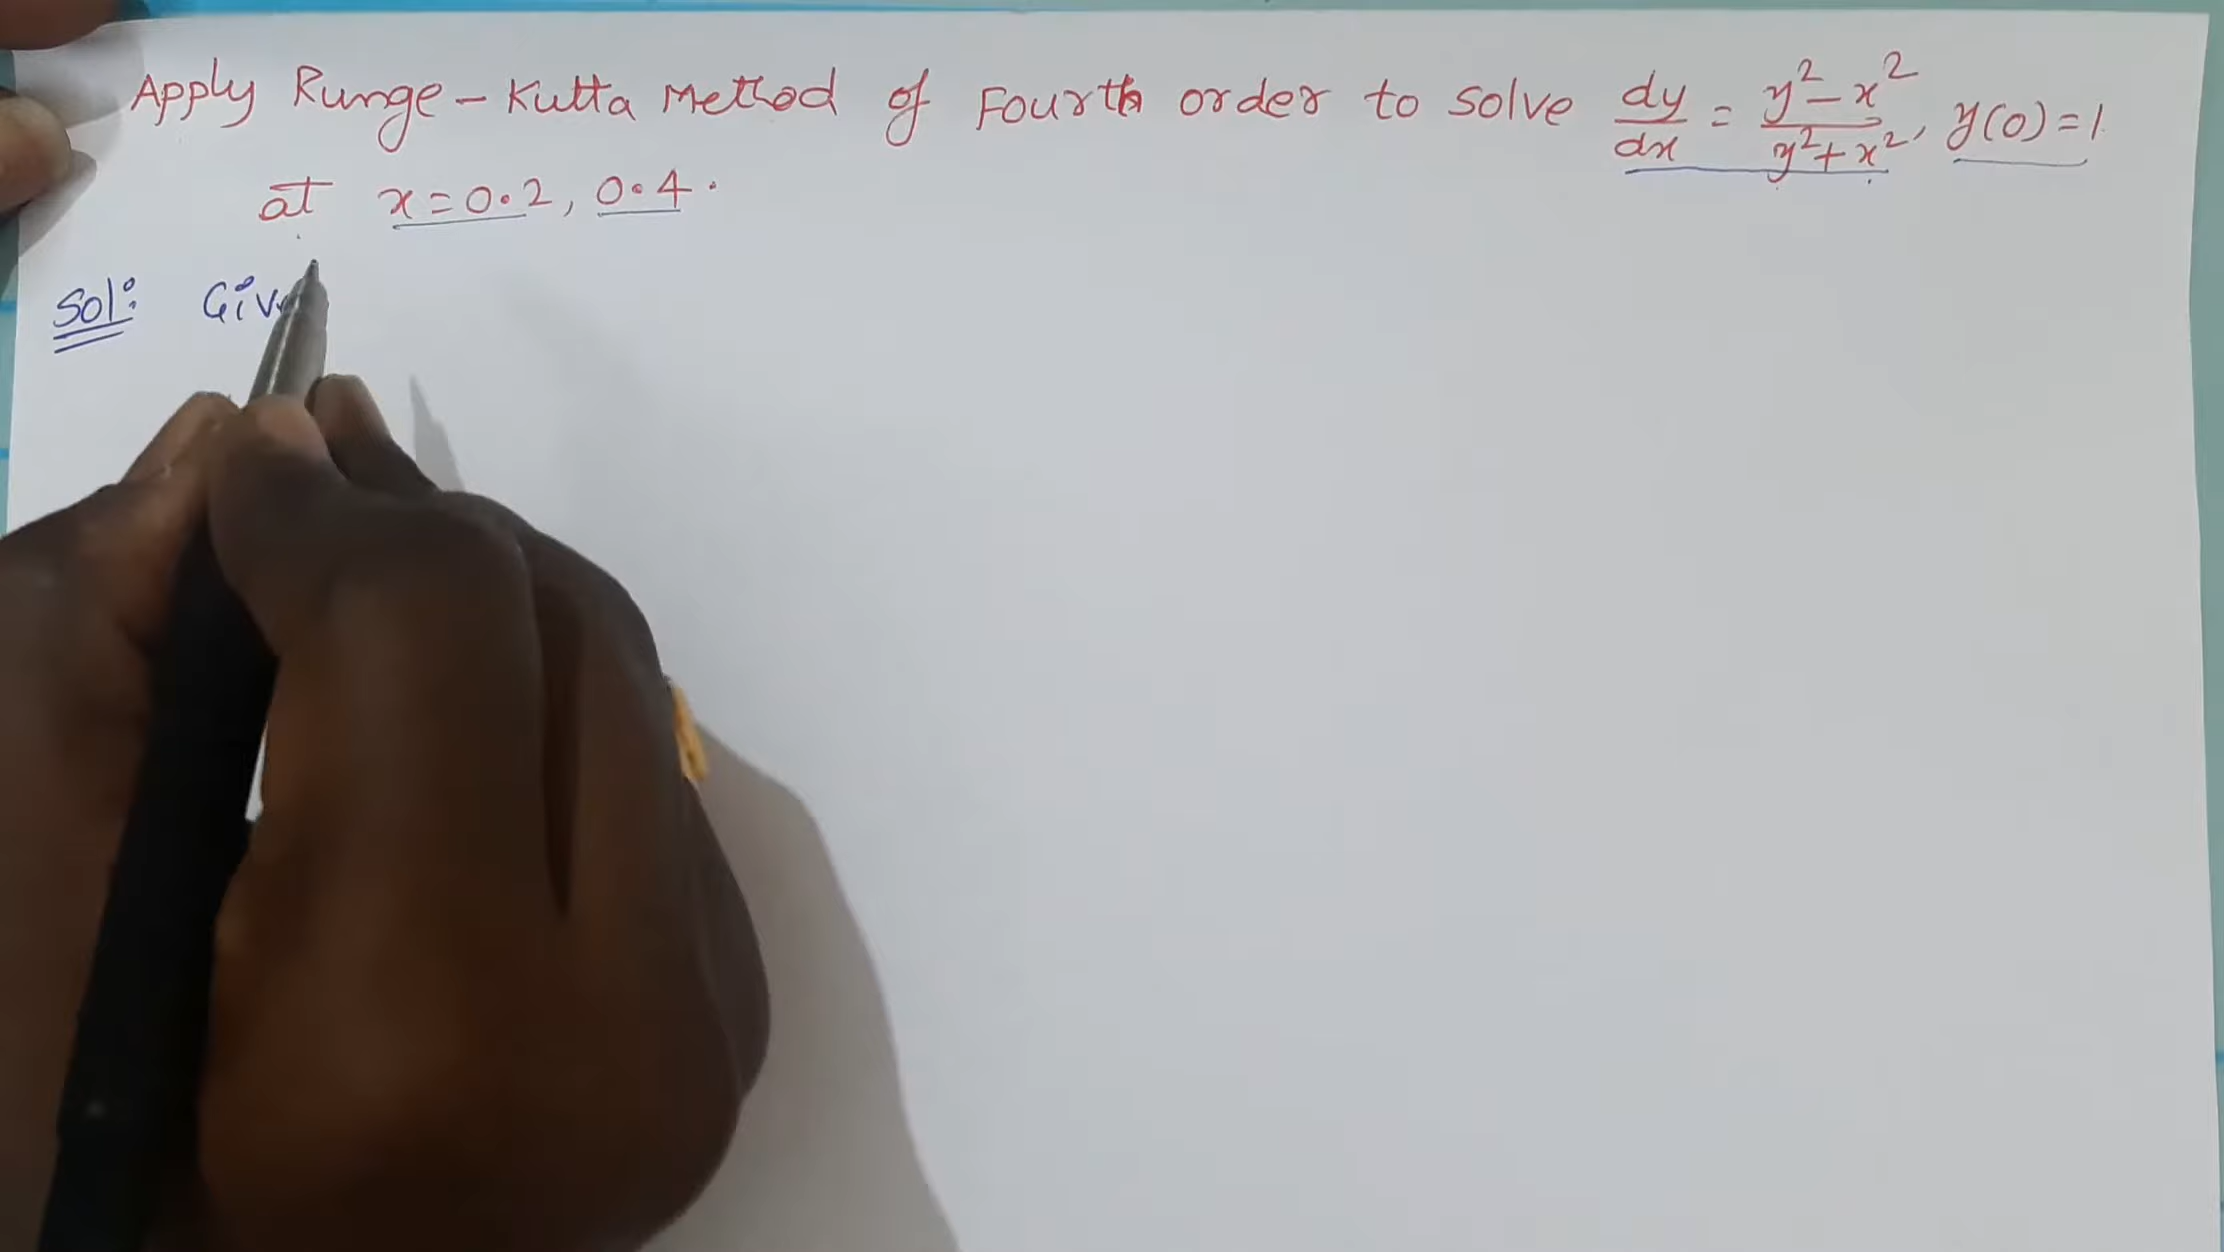 Apply Runge-Kutta Method of Fourth order to solve dy/dx = (y²-x²)/(y²+x²), y(0)=1
at x=0.2, 0.4.
Sol: